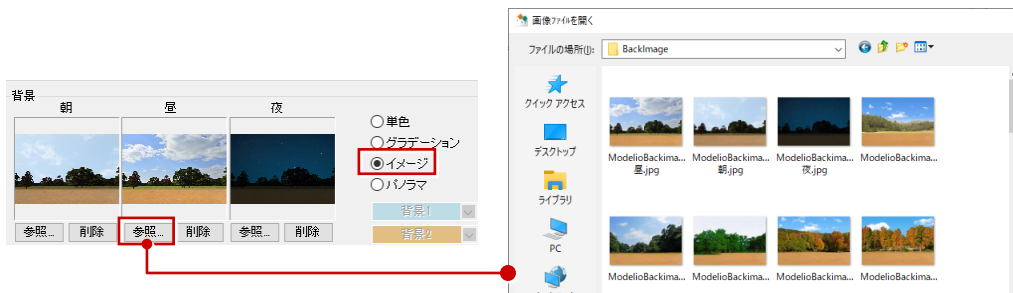 背景
朝 昼 夜
単色
グラデーション
イメージ
パノラマ
背景1
背景2
参照... 削除 参照... 削除 参照... 削除
画像ファイルを開く
ファイルの場所(I): BackImage
クイック アクセス
デスクトップ
ライブラリ
PC
ModelioBackima...昼.jpg
ModelioBackima...朝.jpg
ModelioBackima...夜.jpg
ModelioBackima...
ModelioBackima...
ModelioBackima...
ModelioBackima...
ModelioBackima...